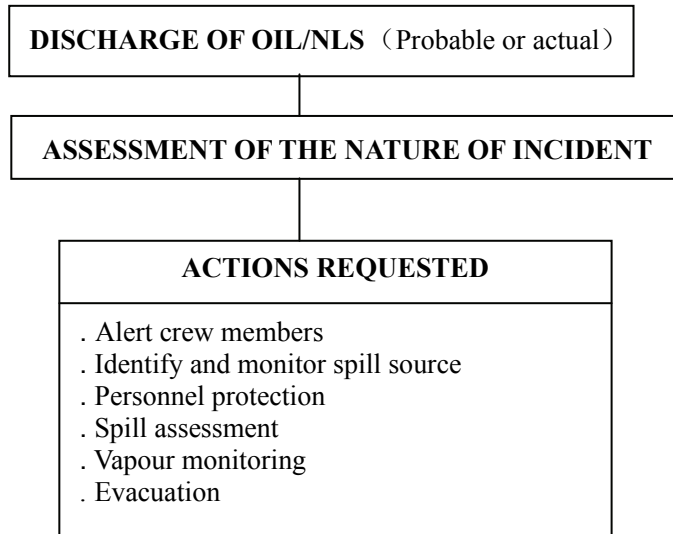 DISCHARGE OF OIL/NLS（Probable or actual）
ASSESSMENT OF THE NATURE OF INCIDENT
ACTIONS REQUESTED
. Alert crew members
. Identify and monitor spill source
. Personnel protection
. Spill assessment
. Vapour monitoring
. Evacuation